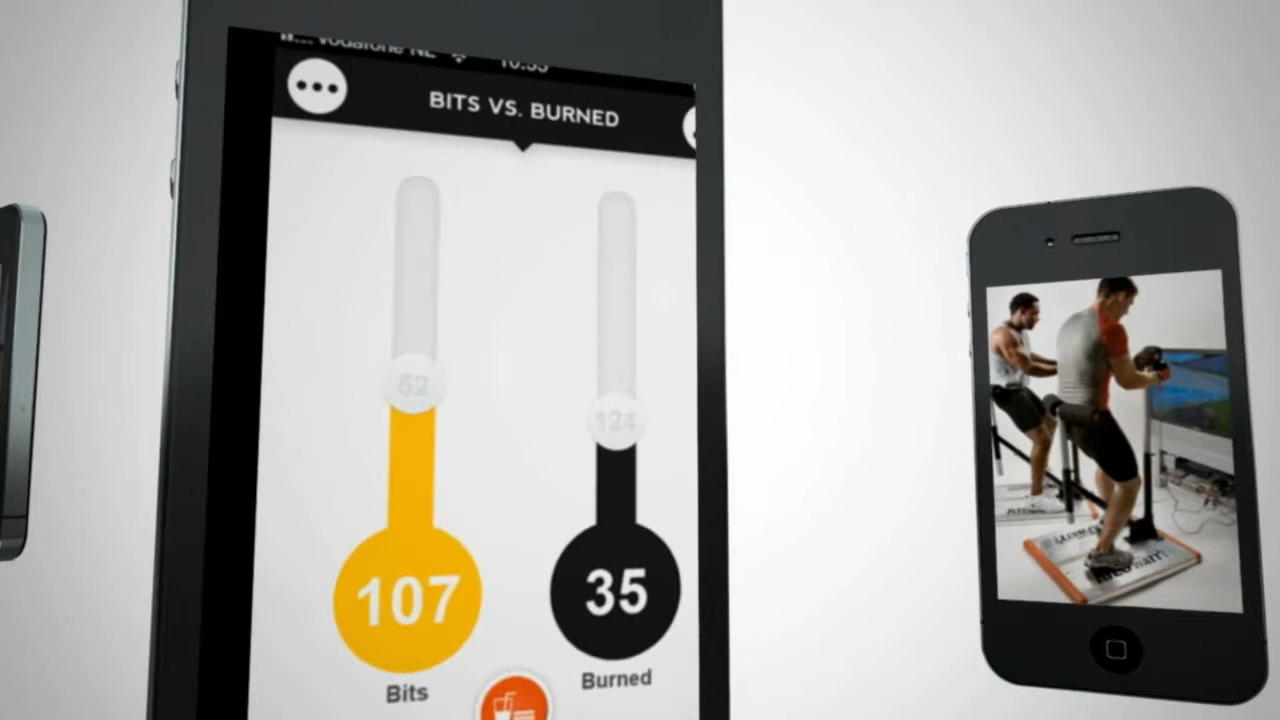 vodafone NL
BITS VS. BURNED
52
124
107
35
Bits
Burned